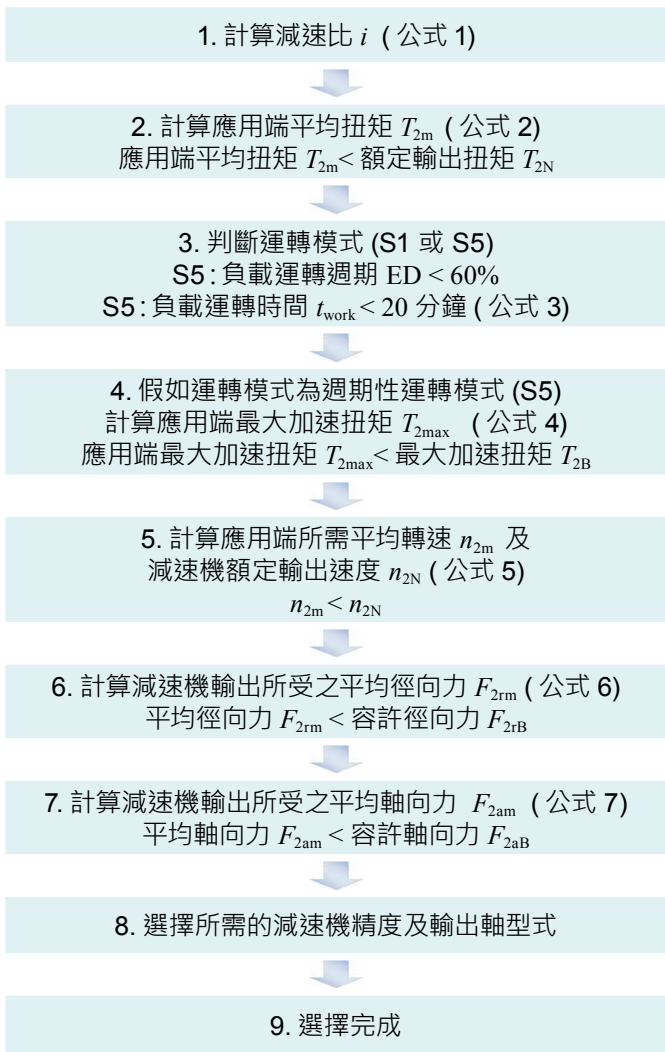 1. 計算減速比 i ( 公式 1)
2. 計算應用端平均扭矩 T2m ( 公式 2)
應用端平均扭矩 T2m< 額定輸出扭矩 T2N
3. 判斷運轉模式 (S1 或 S5)
S5 : 負載運轉週期 ED < 60%
S5 : 負載運轉時間 twork < 20 分鐘 ( 公式 3)
4. 假如運轉模式為週期性運轉模式 (S5)
計算應用端最大加速扭矩 T2max ( 公式 4)
應用端最大加速扭矩 T2max< 最大加速扭矩 T2B
5. 計算應用端所需平均轉速 n2m 及
減速機額定輸出速度 n2N ( 公式 5)
n2m < n2N
6. 計算減速機輸出所受之平均徑向力 F2rm ( 公式 6)
平均徑向力 F2rm < 容許徑向力 F2rB
7. 計算減速機輸出所受之平均軸向力 F2am ( 公式 7)
平均軸向力 F2am < 容許軸向力 F2aB
8. 選擇所需的減速機精度及輸出軸型式
9. 選擇完成